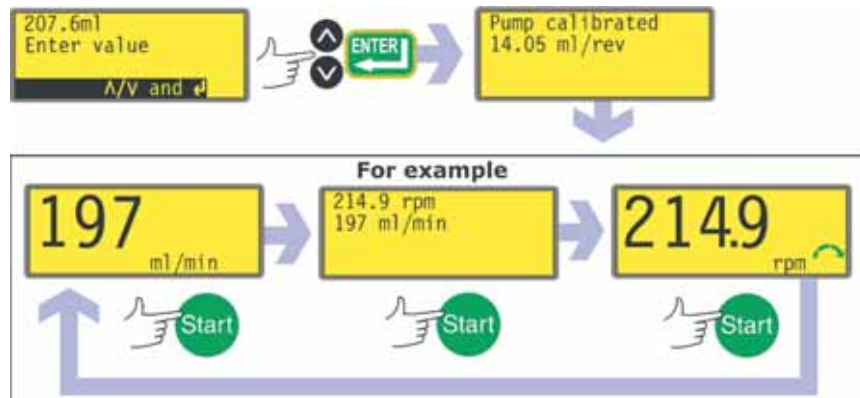 207.6ml
Enter value
∧/∨ and ↲
ENTER
Pump calibrated
14.05 ml/rev
For example
197
ml/min
214.9 rpm
197 ml/min
214.9
rpm
Start
Start
Start